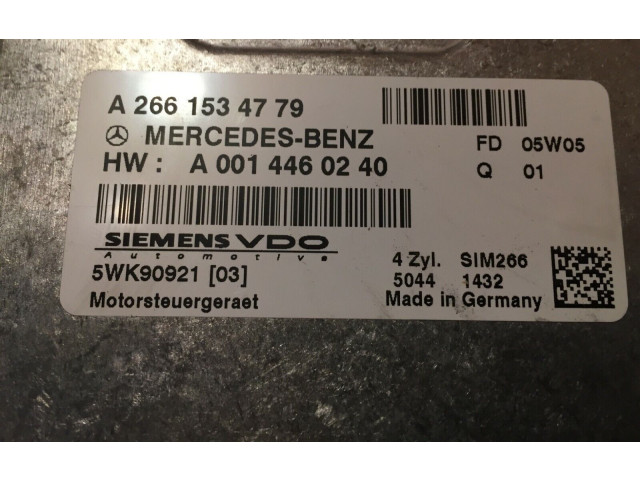 A 266 153 47 79
MERCEDES-BENZ
FD 05W05
HW : A 001 446 02 40
Q 01
SIEMENS VDO
Automotive
4 Zyl. SIM266
5WK90921 [03]
5044 1432
Motorsteuergeraet
Made in Germany